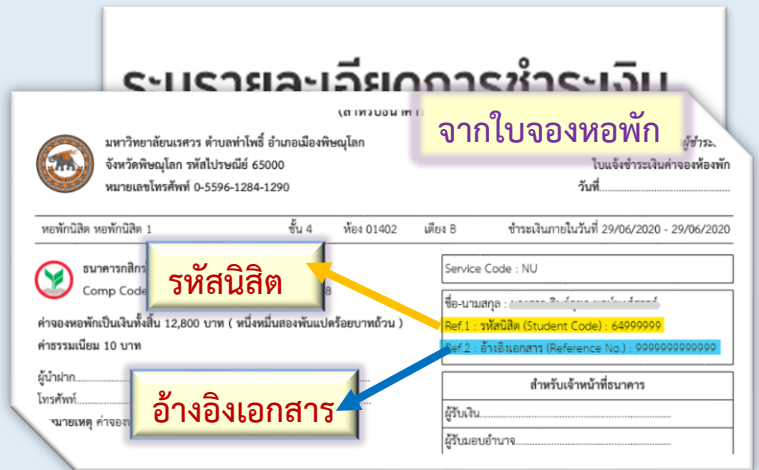 ระบุรายละเอียดการชำระเงิน
จากใบจองหอพัก
มหาวิทยาลัยนเรศวร ตำบลท่าโพธิ์ อำเภอเมืองพิษณุโลก
จังหวัดพิษณุโลก รหัสไปรษณีย์ 65000
หมายเลขโทรศัพท์ 0-5596-1284-1290
ใบแจ้งชำระเงินค่าจองห้องพัก
วันที่
หอพักนิสิต หอพักนิสิต 1 ชั้น 4 ห้อง 01402 เตียง B ชำระเงินภายในวันที่ 29/06/2020 - 29/06/2020
Comp Code
รหัสนิสิต
Service Code : NU
ชื่อ-นามสกุล :
Ref.1 : รหัสนิสิต (Student Code) : 64999999
Ref.2 : อ้างอิงเอกสาร (Reference No.) : 9999999999999
ค่าจองหอพักเป็นเงินทั้งสิ้น 12,800 บาท ( หนึ่งหมื่นสองพันแปดร้อยบาทถ้วน )
ค่าธรรมเนียม 10 บาท
ผู้นำฝาก
โทรศัพท์
อ้างอิงเอกสาร
สำหรับเจ้าหน้าที่ธนาคาร
ผู้รับเงิน
ผู้รับมอบอำนาจ